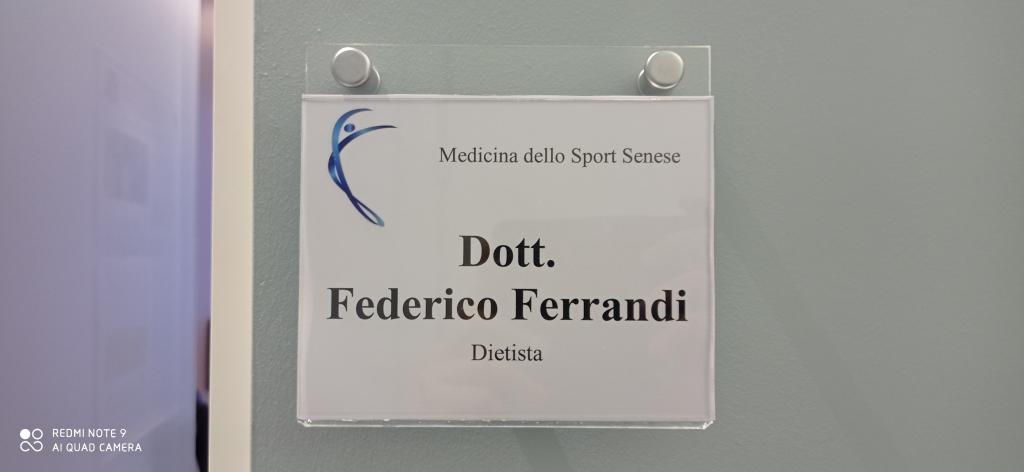 Medicina dello Sport Senese
Dott.
Federico Ferrandi
Dietista
REDMI NOTE 9
AI QUAD CAMERA